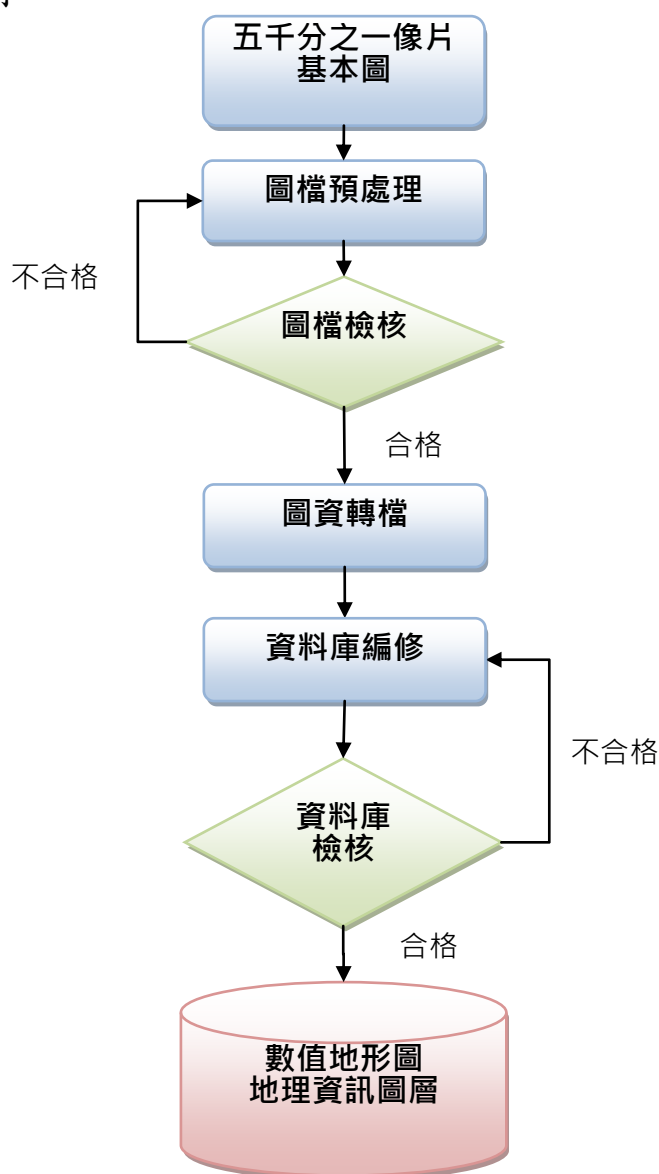 五千分之一像片
基本圖
圖檔預處理
不合格
圖檔檢核
合格
圖資轉檔
資料庫編修
不合格
資料庫
檢核
合格
數值地形圖
地理資訊圖層